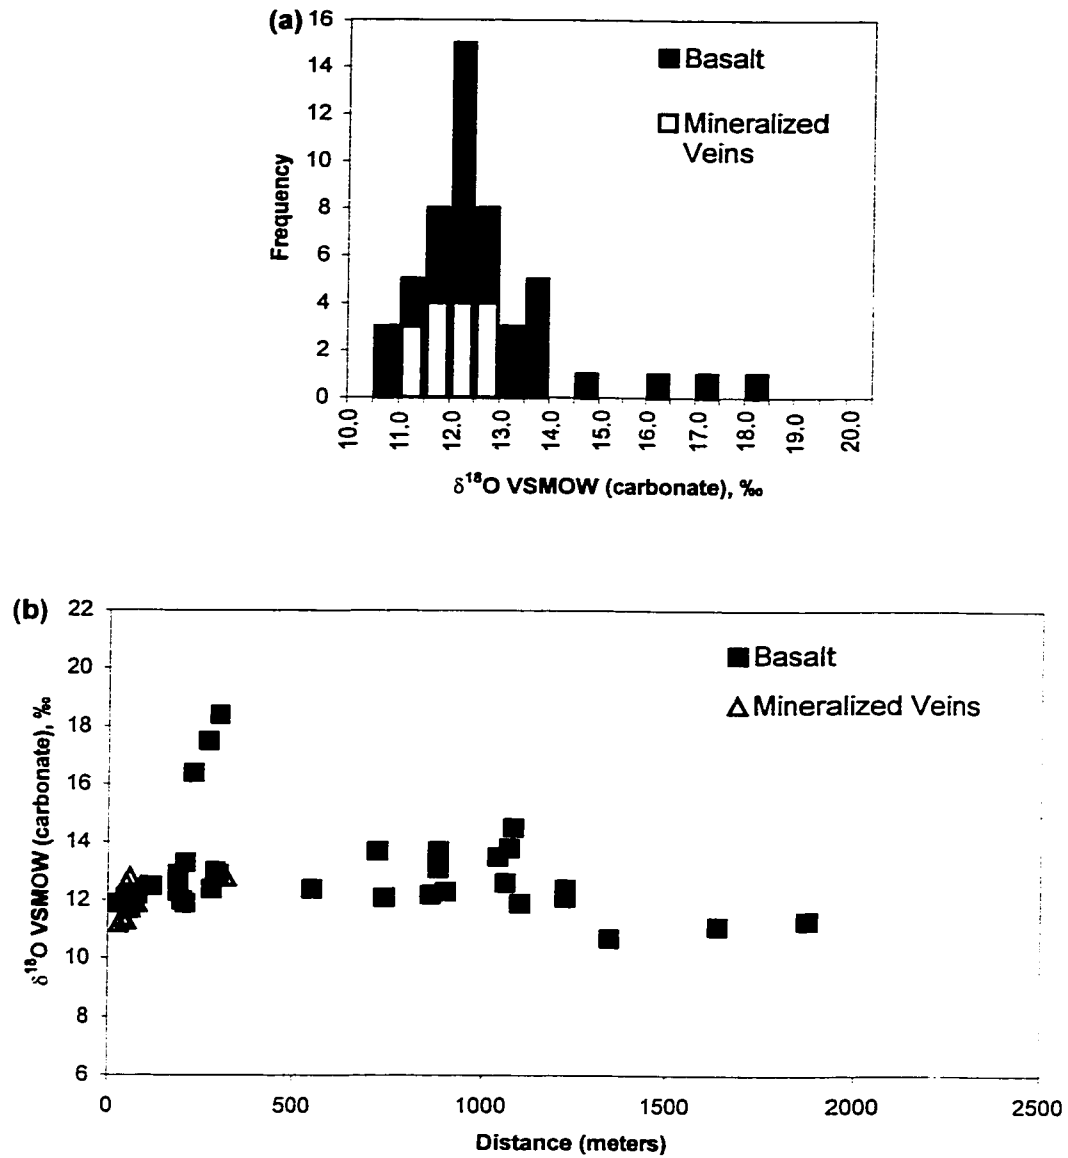 (a)
16
14
12
10
8
6
4
2
0
Frequency
Basalt
Mineralized
Veins
10.0 11.0 12.0 13.0 14.0 15.0 16.0 17.0 18.0 19.0 20.0
δ¹⁸O VSMOW (carbonate), ‰
(b)
22
20
18
16
14
12
10
8
6
δ¹⁸O VSMOW (carbonate), ‰
Basalt
Mineralized Veins
0 500 1000 1500 2000 2500
Distance (meters)